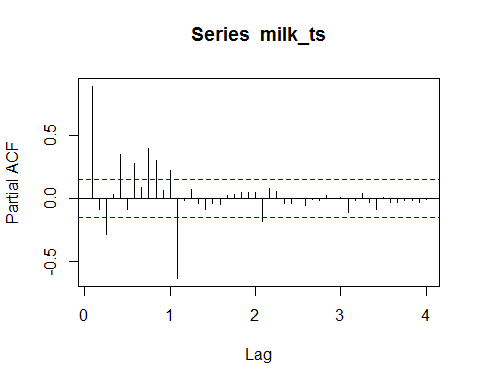 Series milk_ts
Partial ACF
0.5
0.0
-0.5
0 1 2 3 4
Lag